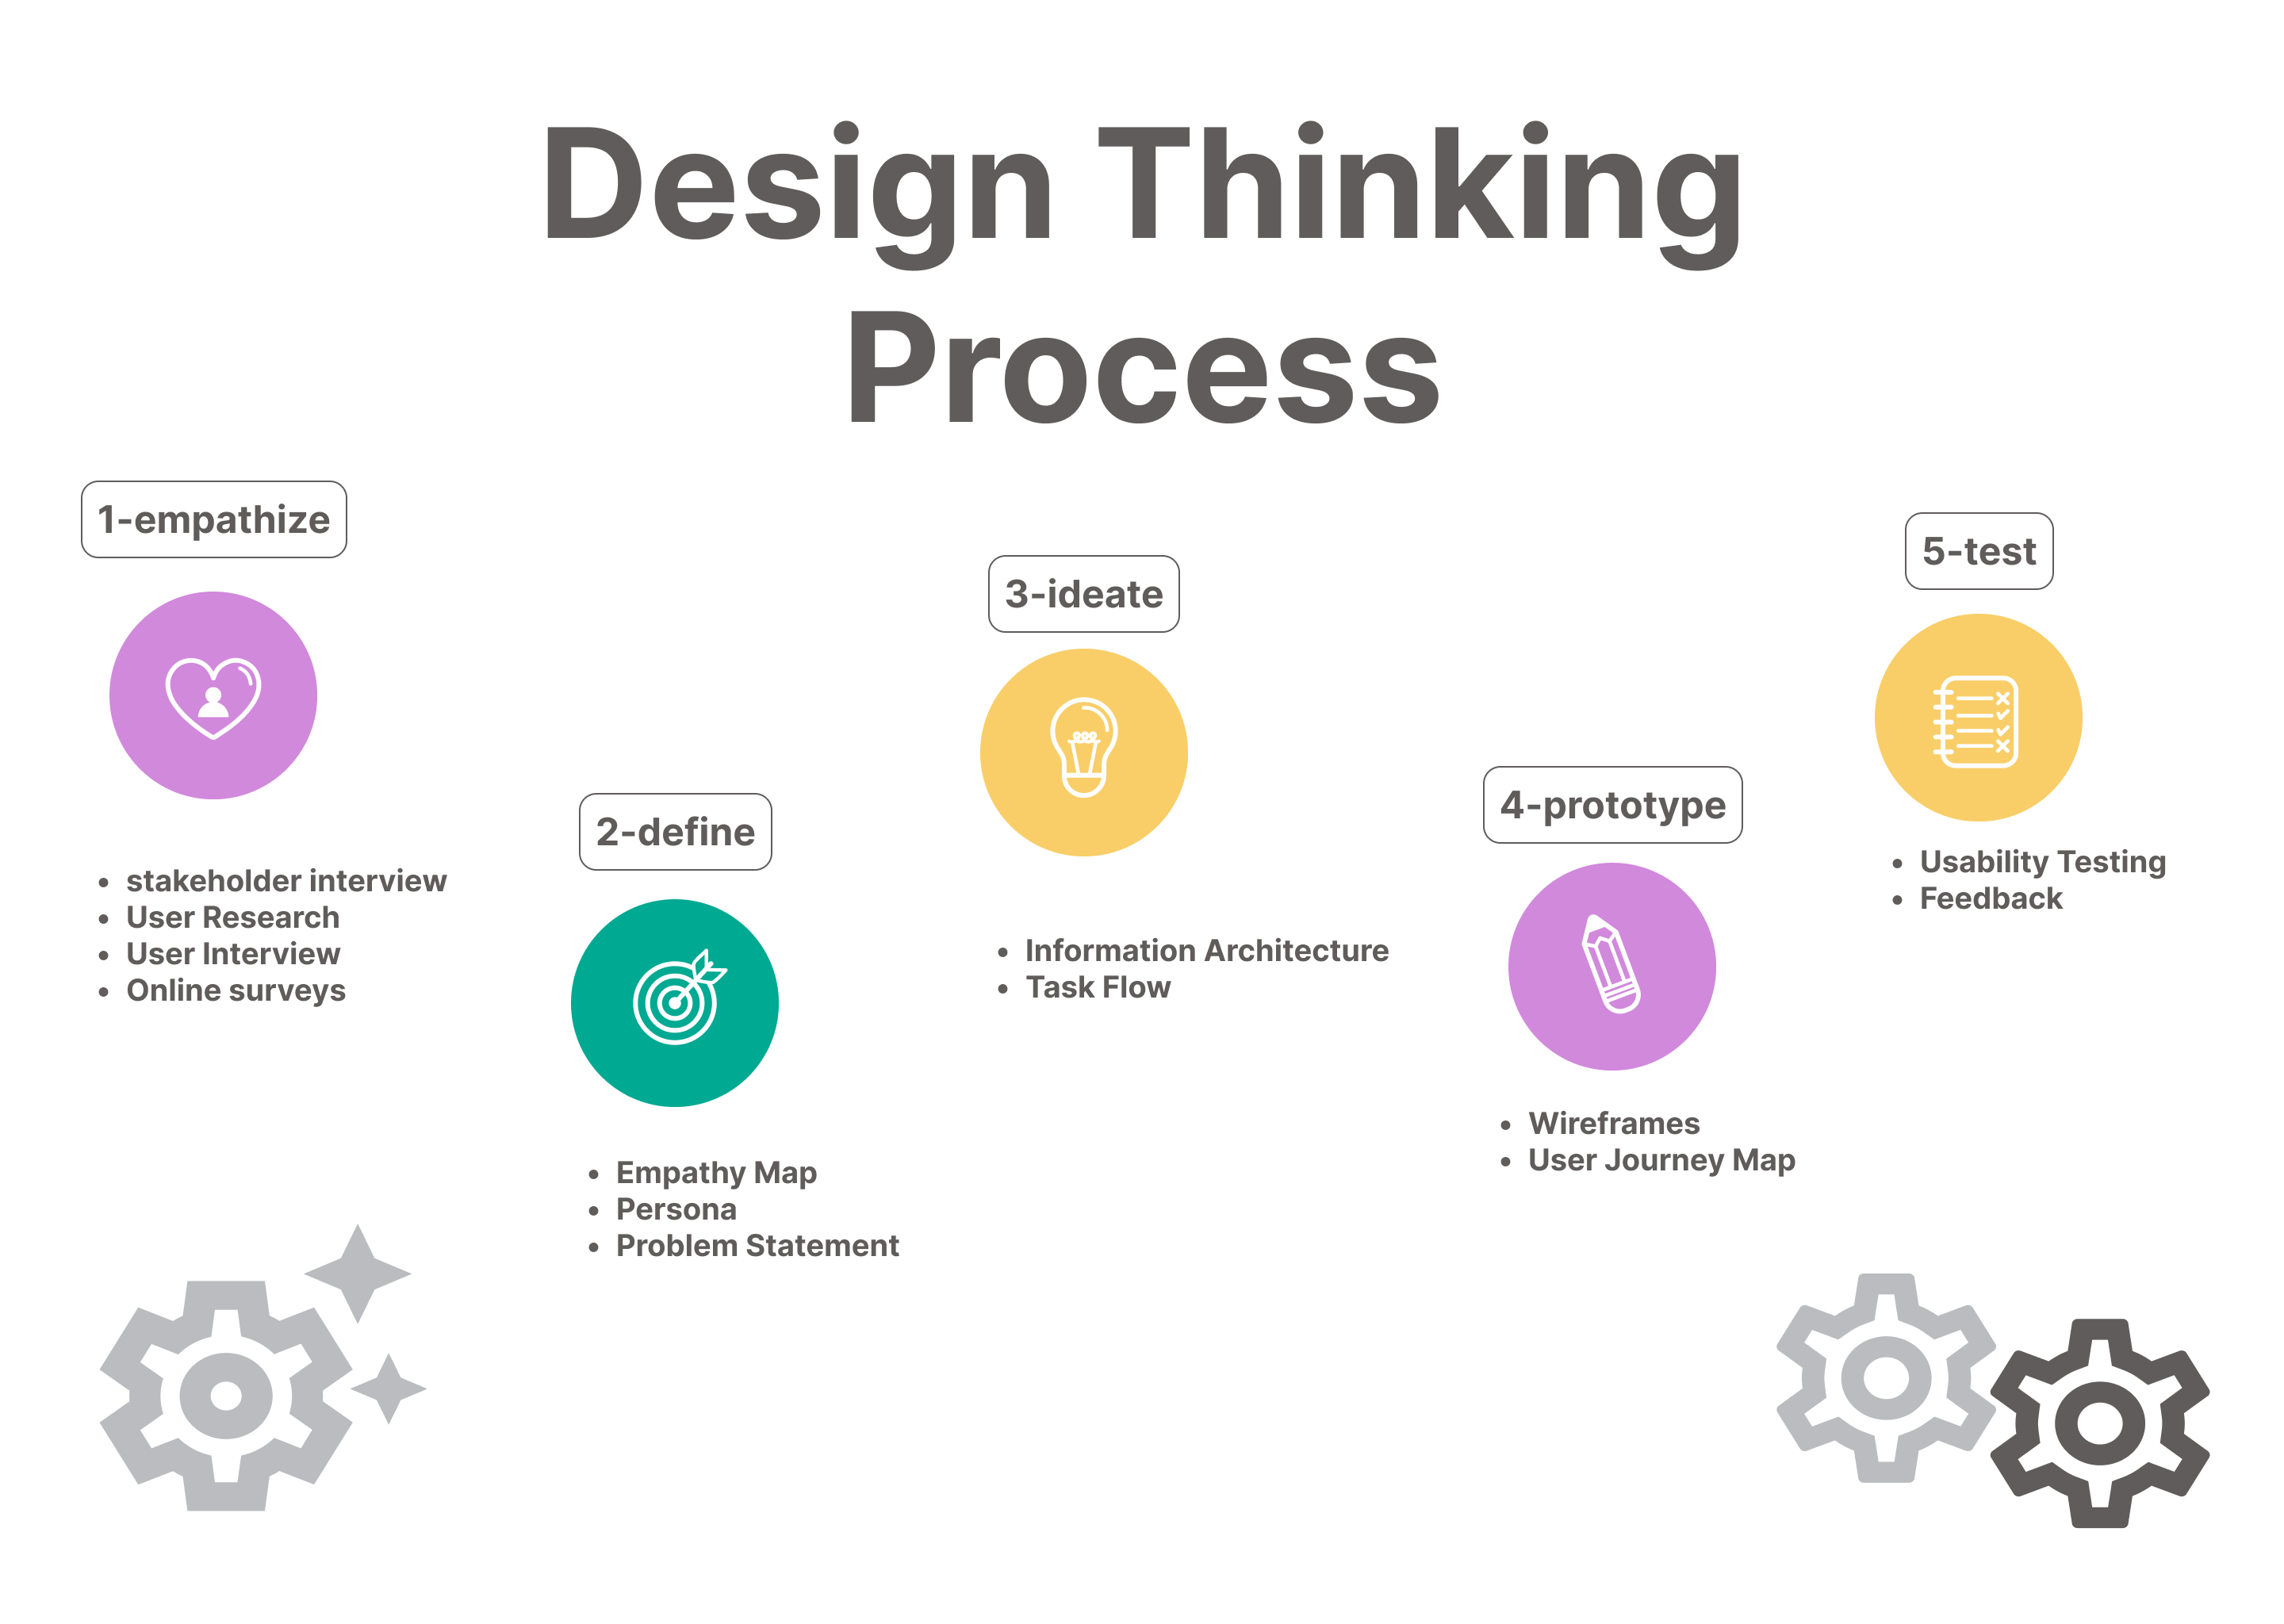 Design Thinking
Process
1-empathize
• stakeholder interview
• User Research
• User Interview
• Online surveys
2-define
• Empathy Map
• Persona
• Problem Statement
3-ideate
• Information Architecture
• Task Flow
4-prototype
• Wireframes
• User Journey Map
5-test
• Usability Testing
• Feedback